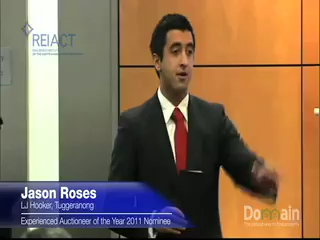 REIACT
Jason Roses
LJ Hooker, Tuggeranong
Experienced Auctioneer of the Year 2011 Nominee
Domain